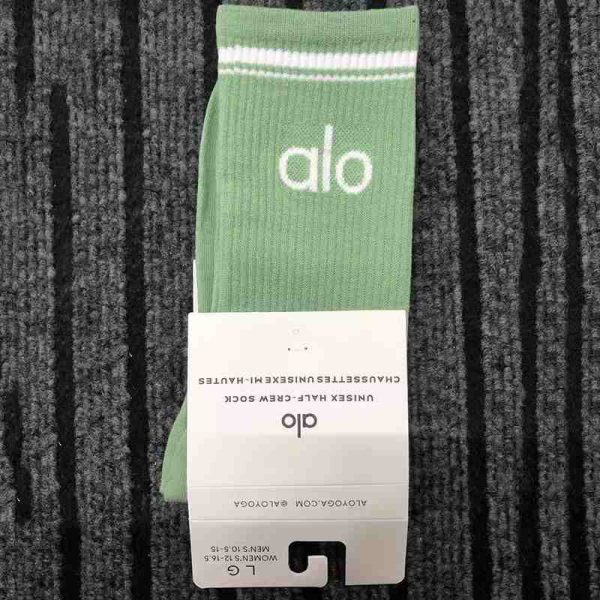 alo
L G
WOMEN'S 12-16.5
MEN'S 10.5-15
ALOYOGA.COM @ALOYOGA
alo
UNISEX HALF-CREW SOCK
CHAUSSETTES UNISEXE MI-HAUTES